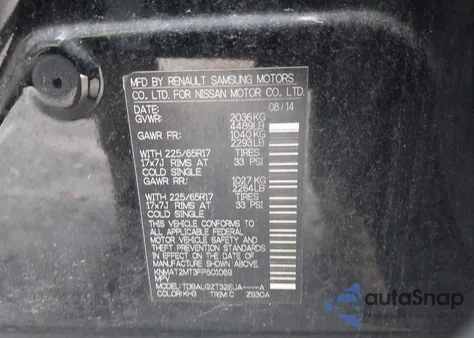 MFD BY RENAULT SAMSUNG MOTORS
CO., LTD. FOR NISSAN MOTOR CO., LTD.
DATE: 08/14
GVWR: 2036KG
4489LB
GAWR FR: 1040KG
2293LB
WITH 225/65R17 TIRES
17x7J RIMS AT 33 PSI
COLD SINGLE
GAWR RR: 1027KG
2264LB
WITH 225/65R17 TIRES
17x7J RIMS AT 33 PSI
COLD SINGLE
THIS VEHICLE CONFORMS TO
ALL APPLICABLE FEDERAL
MOTOR VEHICLE SAFETY AND
THEFT PREVENTION STANDARDS
IN EFFECT ON THE DATE OF
MANUFACTURE SHOWN ABOVE.
KNMAT2MT3FP501069
MPV
MODEL:
COLOR: KH3 TRIM: C
autoSnap